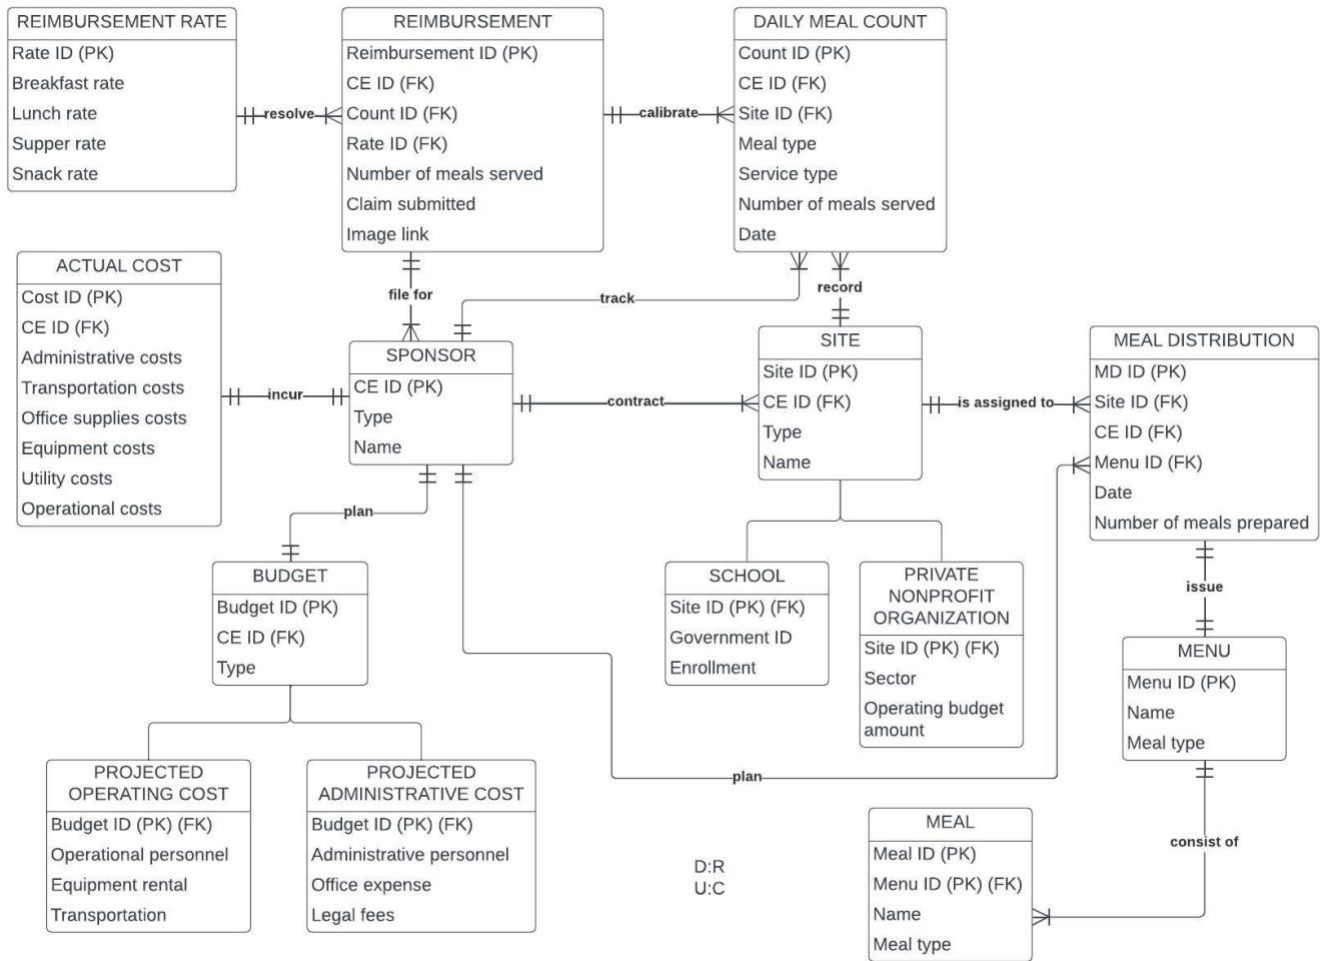 REIMBURSEMENT RATE
Rate ID (PK)
Breakfast rate
Lunch rate
Supper rate
Snack rate
resolve
REIMBURSEMENT
Reimbursement ID (PK)
CE ID (FK)
Count ID (FK)
Rate ID (FK)
Number of meals served
Claim submitted
Image link
calibrate
DAILY MEAL COUNT
Count ID (PK)
CE ID (FK)
Site ID (FK)
Meal type
Service type
Number of meals served
Date
ACTUAL COST
Cost ID (PK)
CE ID (FK)
Administrative costs
Transportation costs
Office supplies costs
Equipment costs
Utility costs
Operational costs
file for
track
record
incur
SPONSOR
CE ID (PK)
Type
Name
contract
SITE
Site ID (PK)
CE ID (FK)
Type
Name
is assigned to
MEAL DISTRIBUTION
MD ID (PK)
Site ID (FK)
CE ID (FK)
Menu ID (FK)
Date
Number of meals prepared
plan
BUDGET
Budget ID (PK)
CE ID (FK)
Type
SCHOOL
Site ID (PK) (FK)
Government ID
Enrollment
PRIVATE
NONPROFIT
ORGANIZATION
Site ID (PK) (FK)
Sector
Operating budget
amount
issue
MENU
Menu ID (PK)
Name
Meal type
plan
PROJECTED
OPERATING COST
Budget ID (PK) (FK)
Operational personnel
Equipment rental
Transportation
PROJECTED
ADMINISTRATIVE COST
Budget ID (PK) (FK)
Administrative personnel
Office expense
Legal fees
D:R
U:C
MEAL
Meal ID (PK)
Menu ID (PK) (FK)
Name
Meal type
consist of